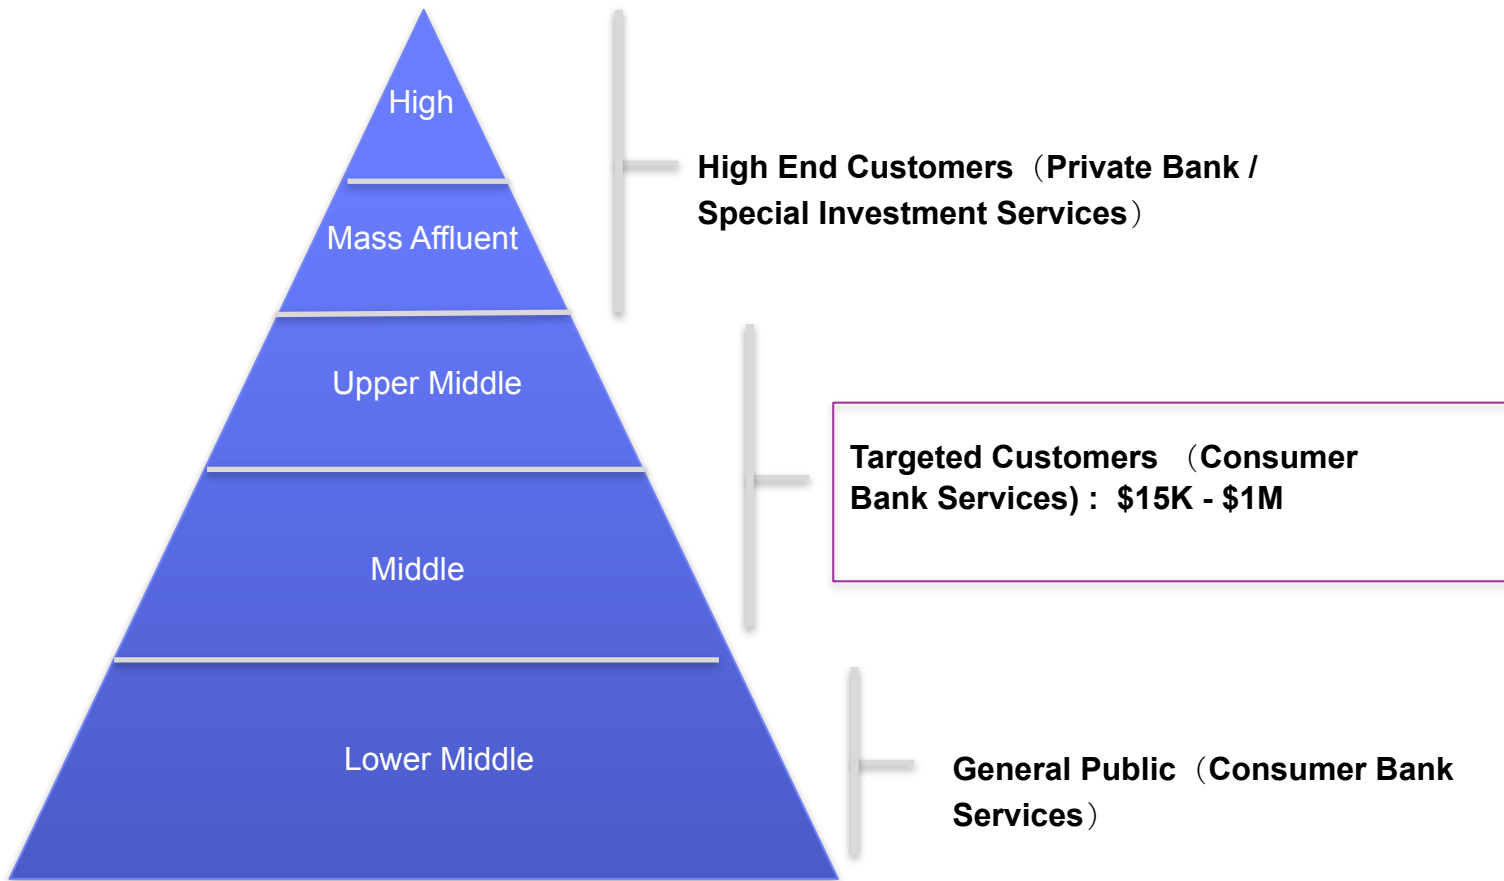 High
High End Customers（Private Bank /
Special Investment Services）
Mass Affluent
Upper Middle
Targeted Customers （Consumer
Bank Services) : $15K - $1M
Middle
Lower Middle
General Public（Consumer Bank
Services）